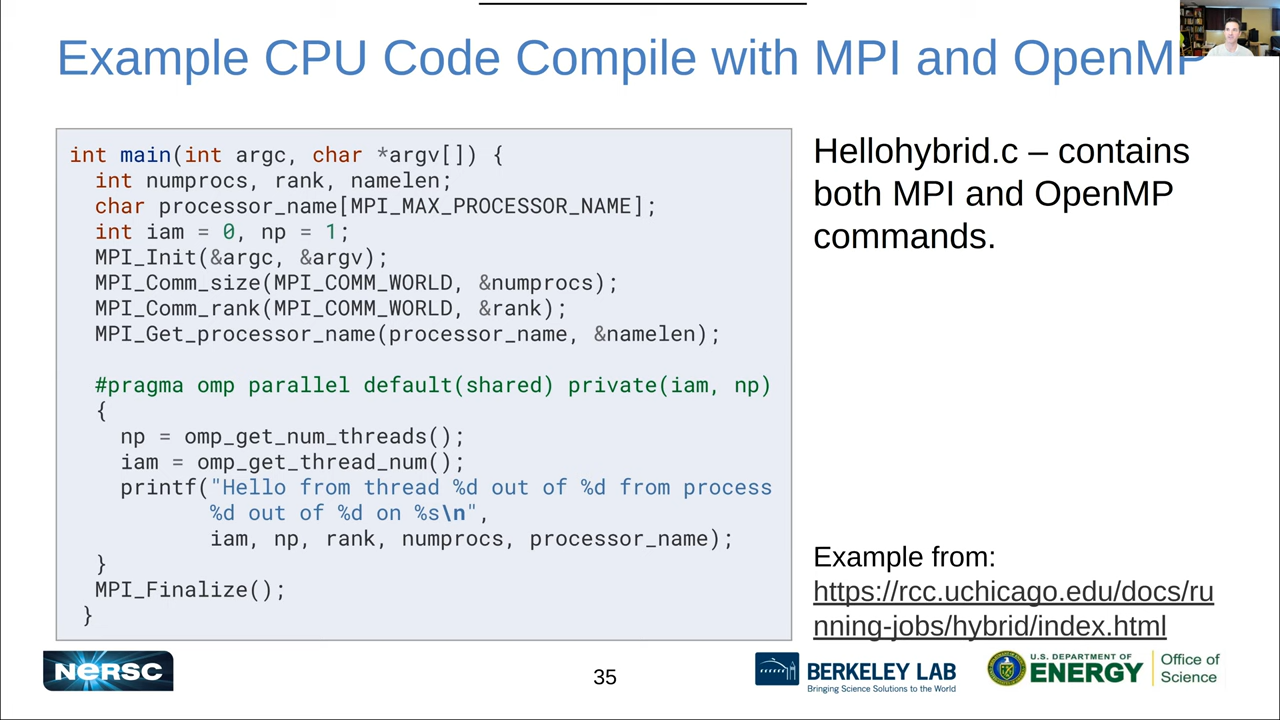 Example CPU Code Compile with MPI and OpenMP
int main(int argc, char *argv[]) {
int numprocs, rank, namelen;
char processor_name[MPI_MAX_PROCESSOR_NAME];
int iam = 0, np = 1;
MPI_Init(&argc, &argv);
MPI_Comm_size(MPI_COMM_WORLD, &numprocs);
MPI_Comm_rank(MPI_COMM_WORLD, &rank);
MPI_Get_processor_name(processor_name, &namelen);
#pragma omp parallel default(shared) private(iam, np)
{
np = omp_get_num_threads();
iam = omp_get_thread_num();
printf("Hello from thread %d out of %d from process
%d out of %d on %s\n",
iam, np, rank, numprocs, processor_name);
}
MPI_Finalize();
}
Hellohybrid.c – contains
both MPI and OpenMP
commands.
Example from:
https://rcc.uchicago.edu/docs/ru
nning-jobs/hybrid/index.html
NERSC
35
BERKELEY LAB
Bringing Science Solutions to the World
U.S. DEPARTMENT OF
ENERGY
Office of
Science